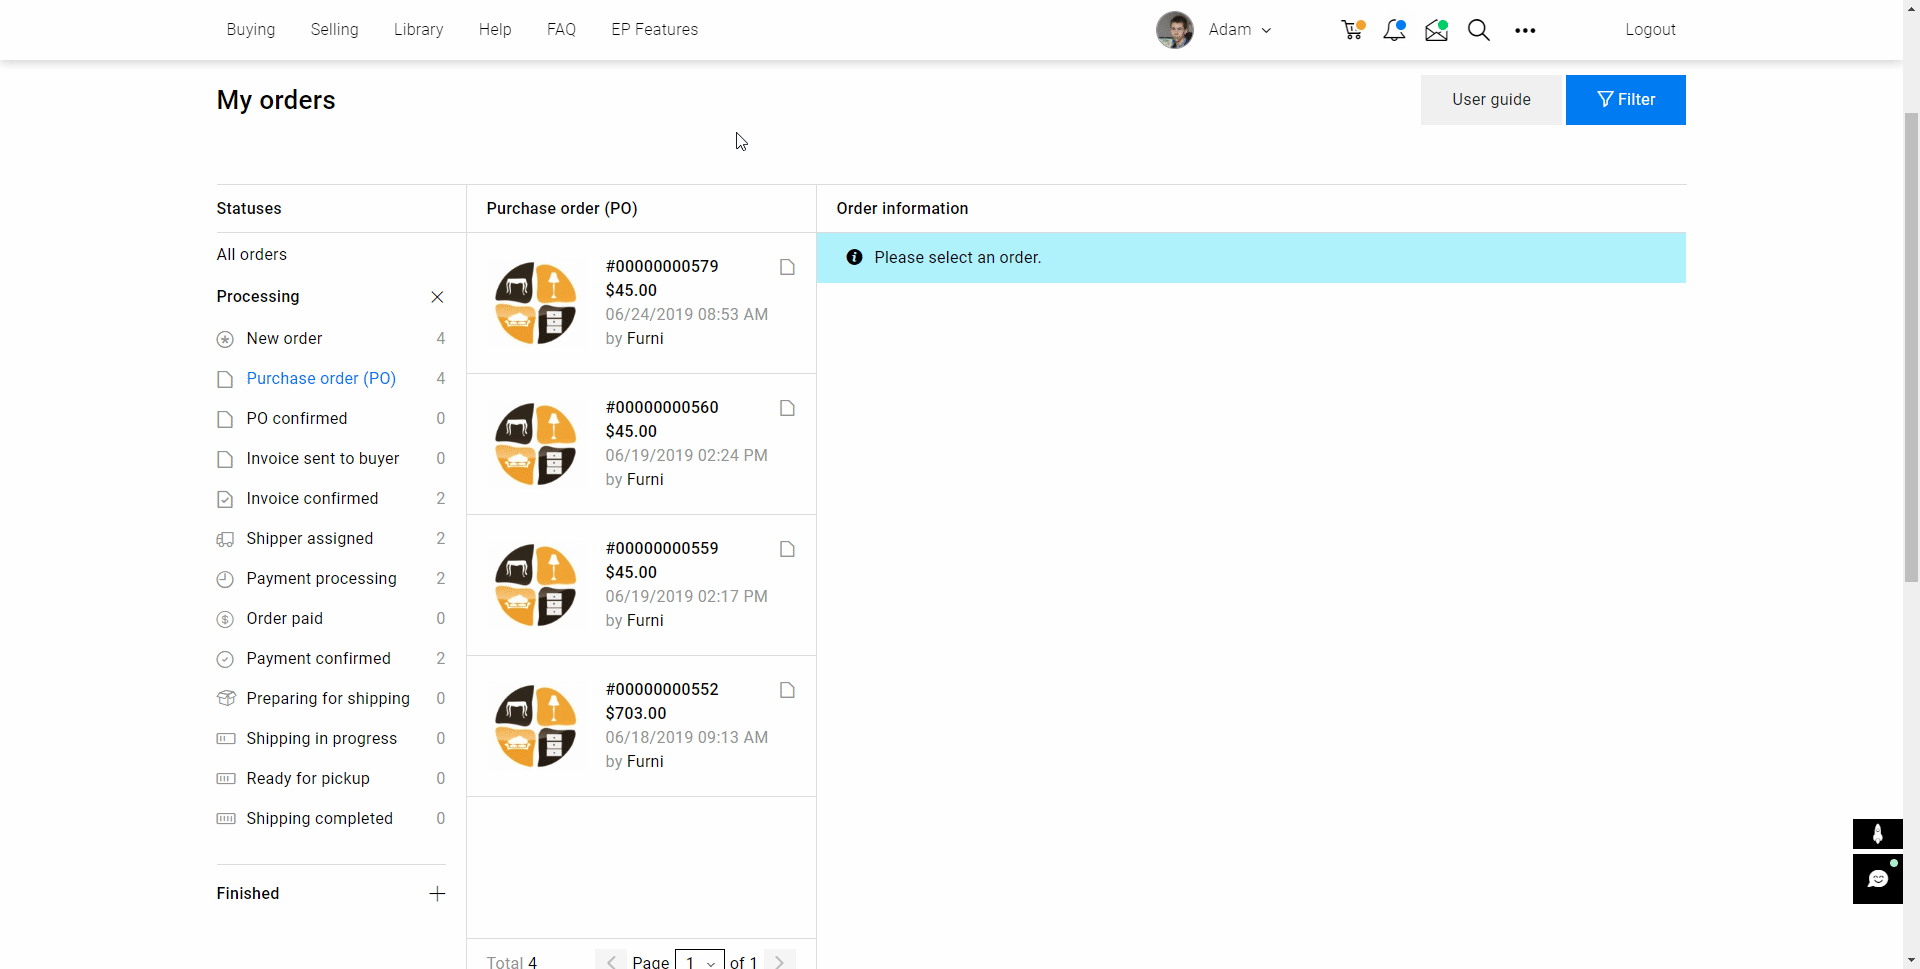 Buying Selling Library Help FAQ EP Features Adam Logout
My orders
User guide Filter
Statuses
All orders
Processing
New order 4
Purchase order (PO) 4
PO confirmed 0
Invoice sent to buyer 0
Invoice confirmed 2
Shipper assigned 2
Payment processing 2
Order paid 0
Payment confirmed 2
Preparing for shipping 0
Shipping in progress 0
Ready for pickup 0
Shipping completed 0
Finished
Purchase order (PO)
#00000000579
$45.00
06/24/2019 08:53 AM
by Furni
#00000000560
$45.00
06/19/2019 02:24 PM
by Furni
#00000000559
$45.00
06/19/2019 02:17 PM
by Furni
#00000000552
$703.00
06/18/2019 09:13 AM
by Furni
Total 4 Page 1 of 1
Order information
Please select an order.